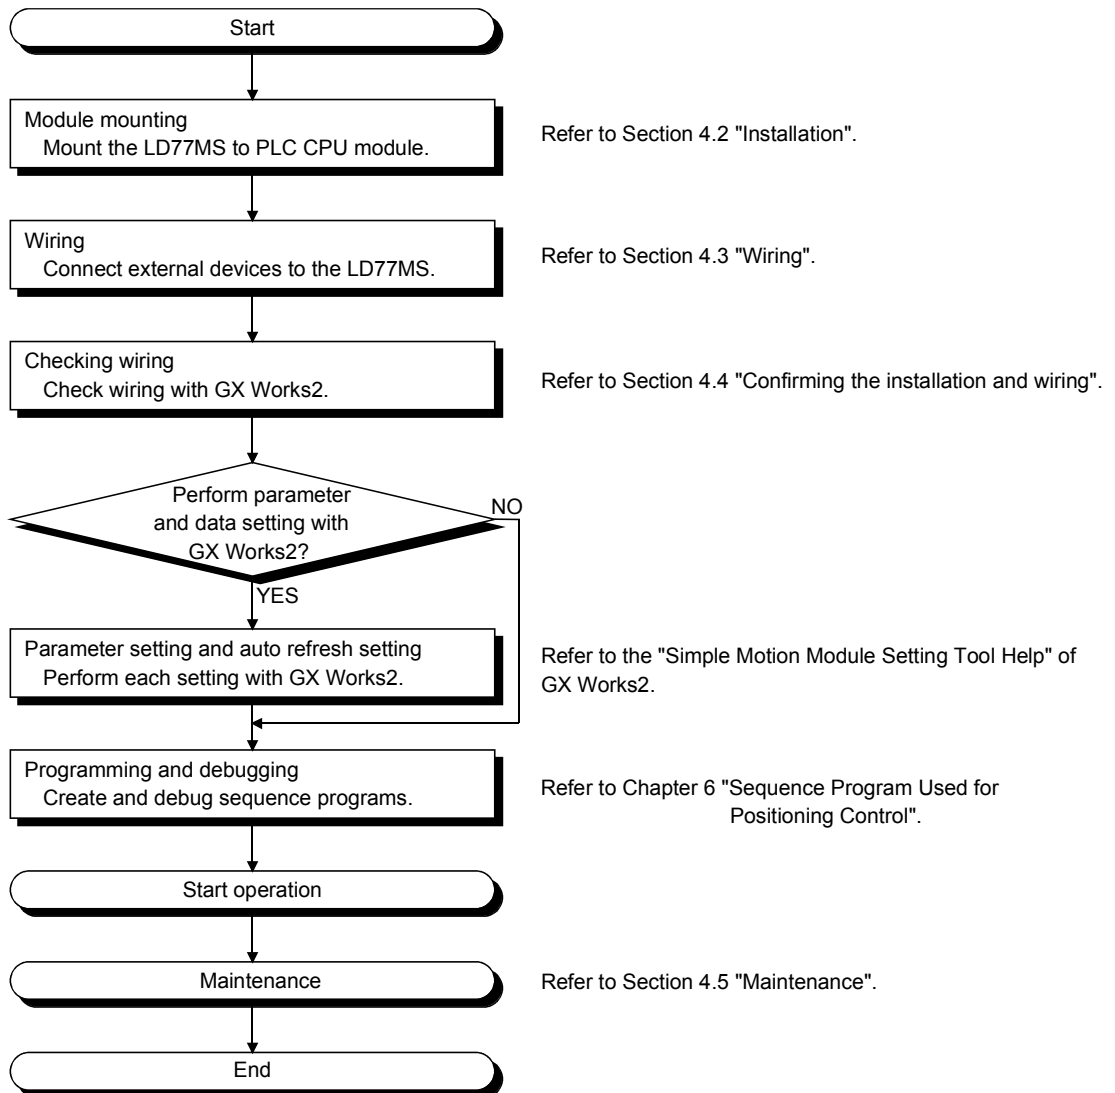 Start
Module mounting
Mount the LD77MS to PLC CPU module.
Refer to Section 4.2 "Installation".
Wiring
Connect external devices to the LD77MS.
Refer to Section 4.3 "Wiring".
Checking wiring
Check wiring with GX Works2.
Refer to Section 4.4 "Confirming the installation and wiring".
Perform parameter
and data setting with
GX Works2?
NO
YES
Parameter setting and auto refresh setting
Perform each setting with GX Works2.
Refer to the "Simple Motion Module Setting Tool Help" of
GX Works2.
Programming and debugging
Create and debug sequence programs.
Refer to Chapter 6 "Sequence Program Used for
Positioning Control".
Start operation
Maintenance
Refer to Section 4.5 "Maintenance".
End